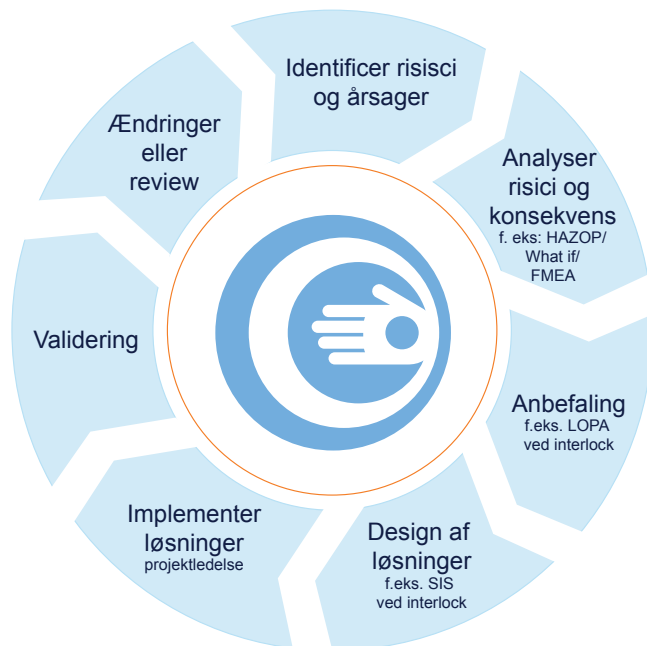 Identificer risisci
og årsager
Analyser
risici og
konsekvens
f. eks: HAZOP/
What if/
FMEA
Anbefaling
f.eks. LOPA
ved interlock
Design af
løsninger
f.eks. SIS
ved interlock
Implementer
løsninger
projektledelse
Validering
Ændringer
eller
review